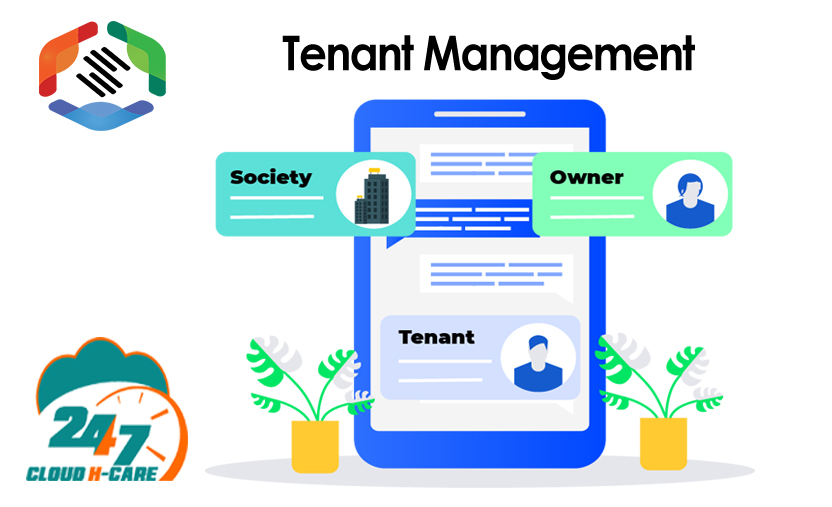 Tenant Management
Society
Owner
Tenant
247
CLOUD H-CARE